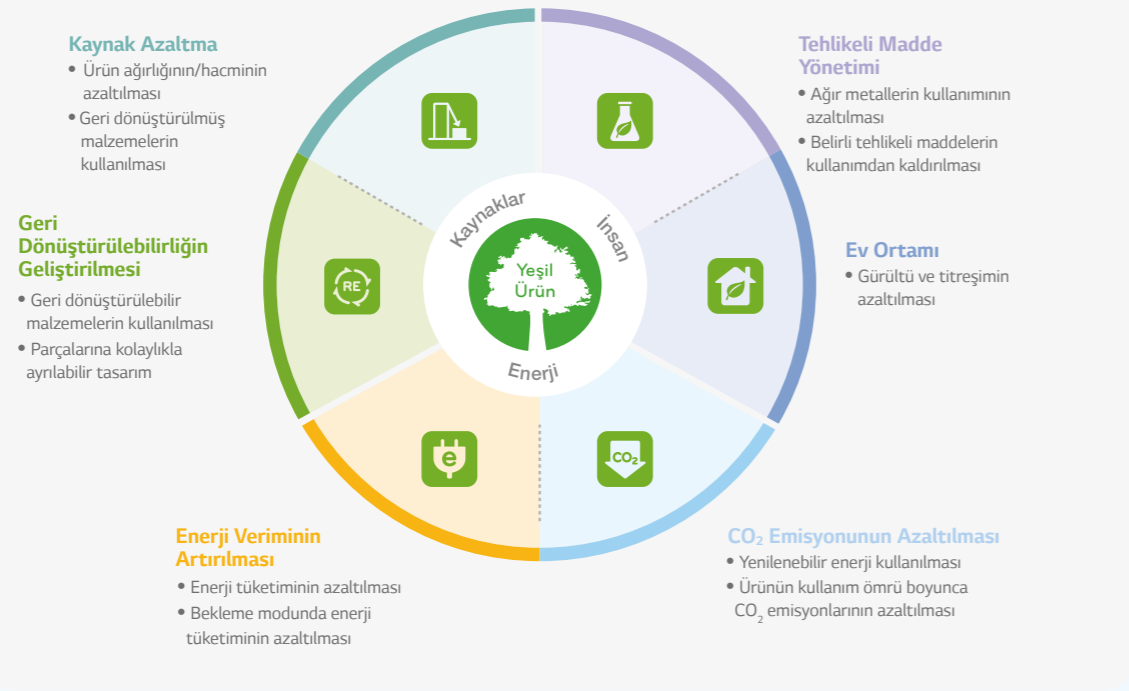 Kaynak Azaltma
• Ürün ağırlığının/hacminin
azaltılması
• Geri dönüştürülmüş
malzemelerin
kullanılması
Tehlikeli Madde
Yönetimi
• Ağır metallerin kullanımının
azaltılması
• Belirli tehlikeli maddelerin
kullanımdan kaldırılması
Geri
Dönüştürülebilirliğin
Geliştirilmesi
• Geri dönüştürülebilir
malzemelerin kullanılması
• Parçalarına kolaylıkla
ayrılabilir tasarım
RE
Kaynaklar
İnsan
Yeşil
Ürün
Enerji
Ev Ortamı
• Gürültü ve titreşimin
azaltılması
e
CO₂
Enerji Veriminin
Artırılması
• Enerji tüketiminin azaltılması
• Bekleme modunda enerji
tüketiminin azaltılması
CO₂ Emisyonunun Azaltılması
• Yenilenebilir enerji kullanılması
• Ürünün kullanım ömrü boyunca
CO₂ emisyonlarının azaltılması